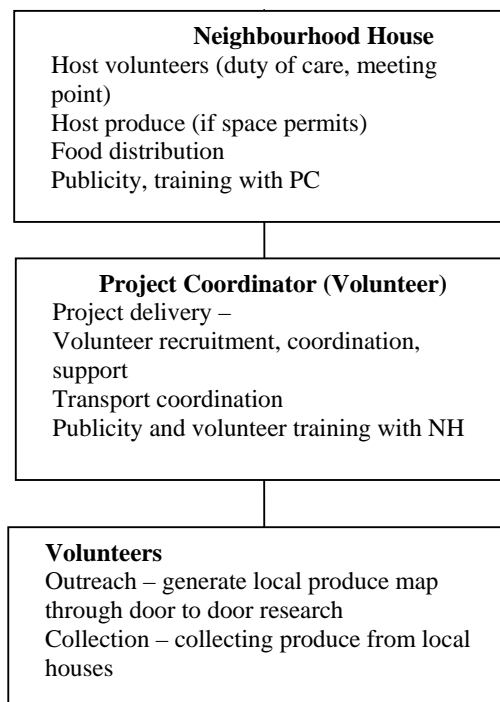 Neighbourhood House
Host volunteers (duty of care, meeting
point)
Host produce (if space permits)
Food distribution
Publicity, training with PC
Project Coordinator (Volunteer)
Project delivery –
Volunteer recruitment, coordination,
support
Transport coordination
Publicity and volunteer training with NH
Volunteers
Outreach – generate local produce map
through door to door research
Collection – collecting produce from local
houses